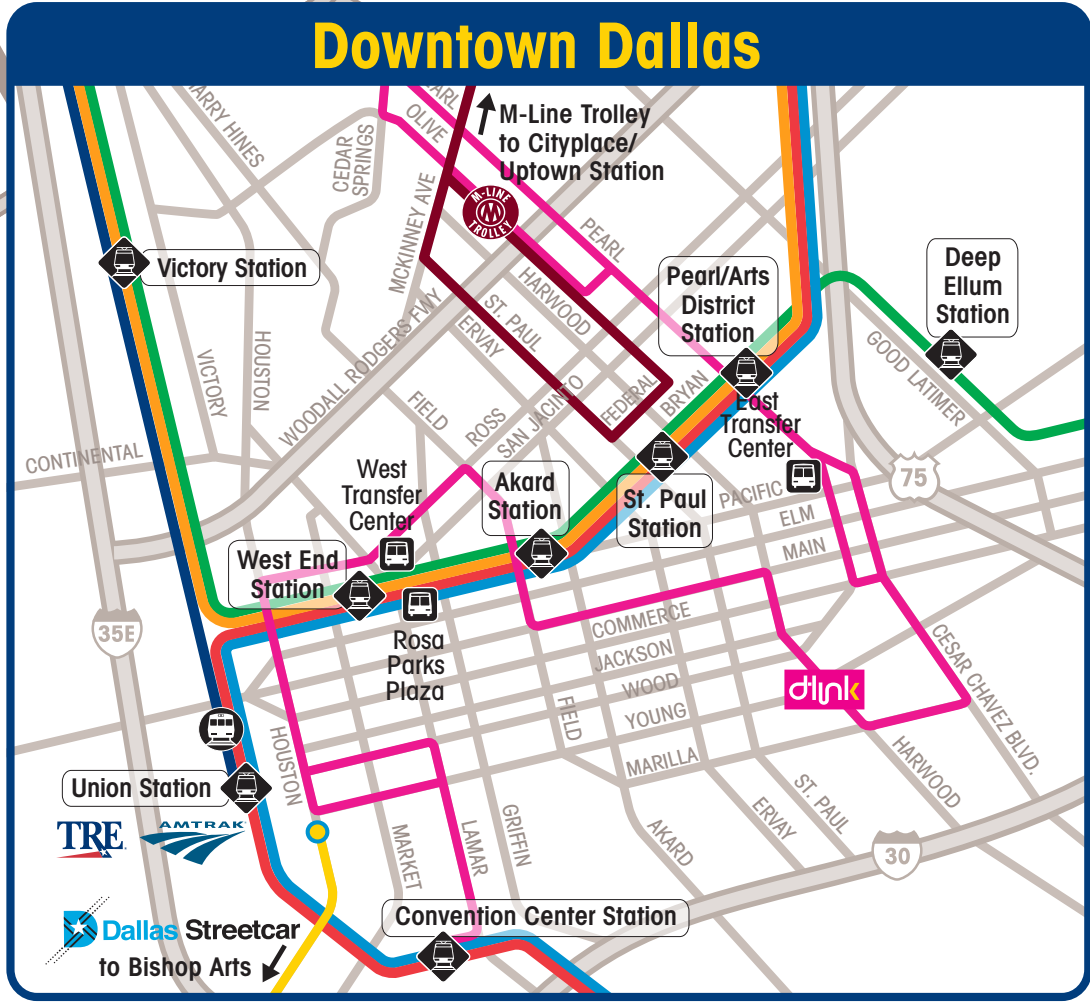 Downtown Dallas
HARRY HINES
CEDAR
SPRINGS
PEARL
OLIVE
M-Line Trolley
to Cityplace/
Uptown Station
MCKINNEY AVE
M-LINE
M
TROLLEY
PEARL
Victory Station
HARWOOD
ST. PAUL
ERVAY
Pearl/Arts
District
Station
Deep
Ellum
Station
VICTORY
HOUSTON
WOODALL RODGERS FWY
GOOD LATIMER
FIELD
ROSS
SAN JACINTO
FEDERAL
BRYAN
East
Transfer
Center
CONTINENTAL
West
Transfer
Center
Akard
Station
St. Paul
Station
PACIFIC
ELM
MAIN
75
West End
Station
35E
Rosa
Parks
Plaza
COMMERCE
JACKSON
WOOD
YOUNG
MARILLA
FIELD
d-link
CESAR CHAVEZ BLVD.
HARWOOD
HOUSTON
Union Station
TRE
AMTRAK
MARKET
LAMAR
GRIFFIN
AKARD
ERVAY
ST. PAUL
30
Dallas Streetcar
to Bishop Arts
Convention Center Station